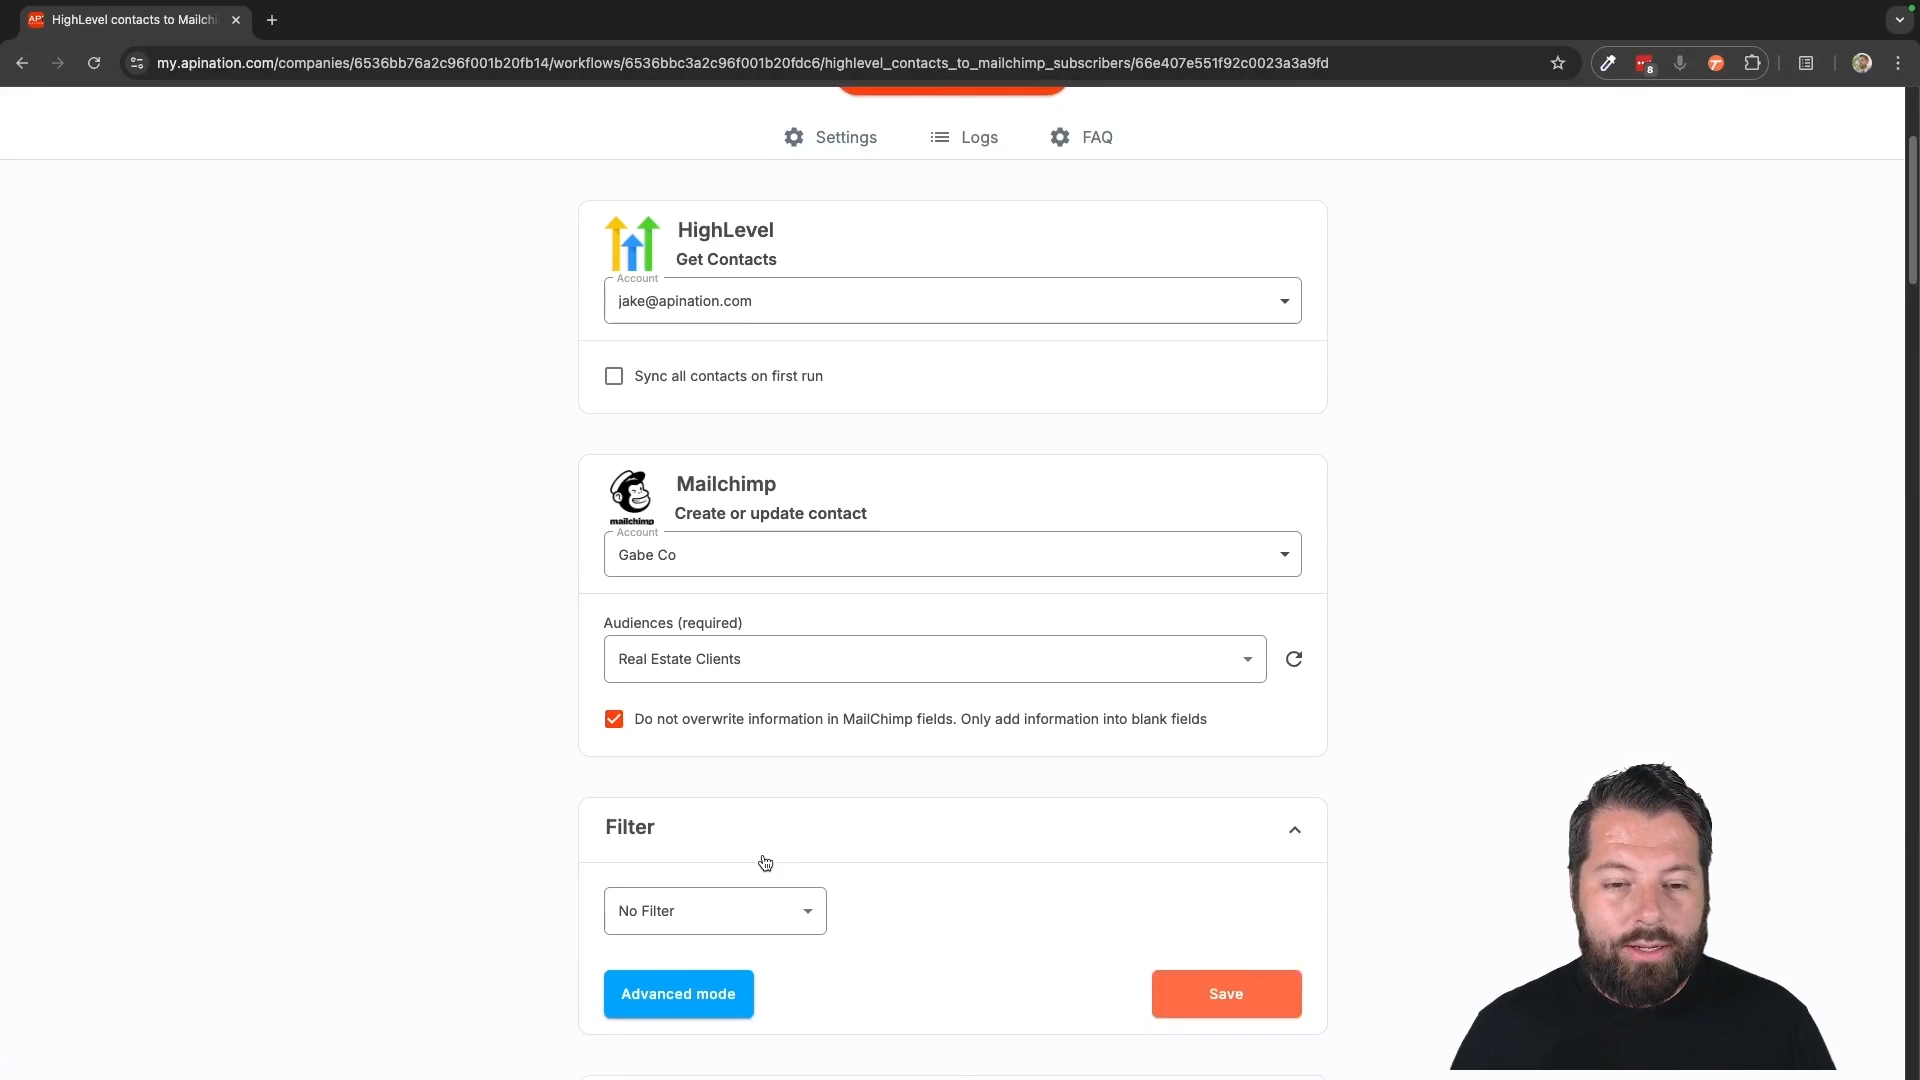 HighLevel contacts to Mailchi
my.apination.com/companies/6536bb76a2c96f001b20fb14/workflows/6536bbc3a2c96f001b20fdc6/highlevel_contacts_to_mailchimp_subscribers/66e407e551f92c0023a3a9fd
8
Settings
Logs
FAQ
HighLevel
Get Contacts
Account
jake@apination.com
Sync all contacts on first run
Mailchimp
mailchimp
Create or update contact
Account
Gabe Co
Audiences (required)
Real Estate Clients
Do not overwrite information in MailChimp fields. Only add information into blank fields
Filter
No Filter
Advanced mode
Save